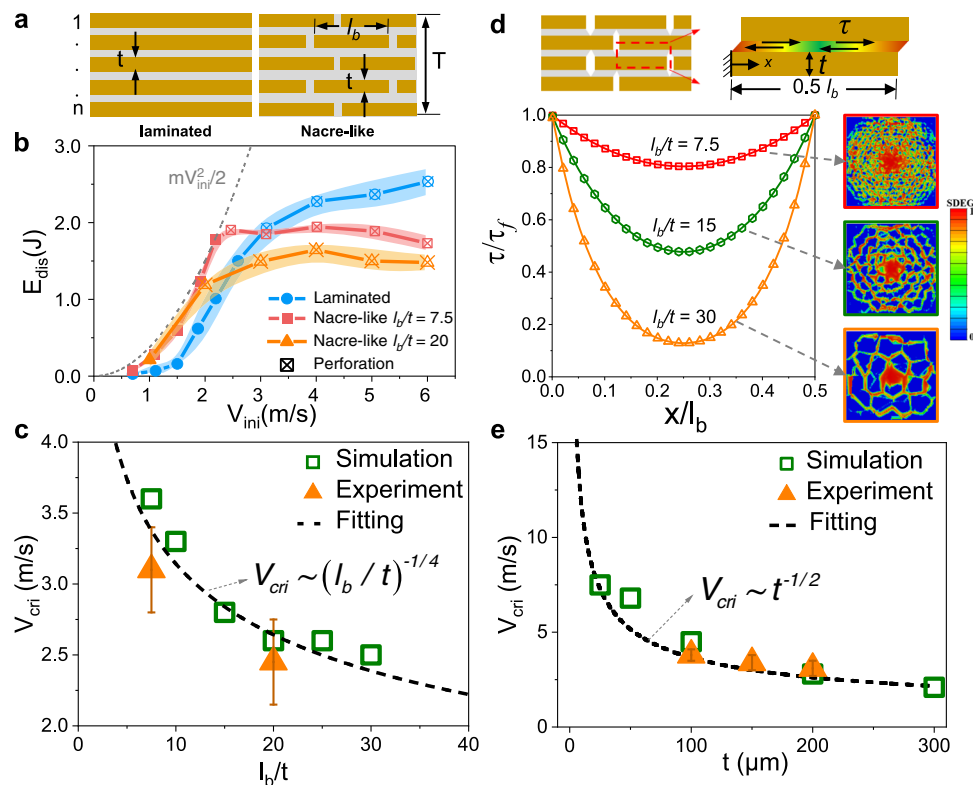 a
1
.
.
n
t
laminated
l_b
t
T
Nacre-like
b
3.0
2.0
1.0
0.0
E_dis(J)
mV²_ini/2
Laminated
Nacre-like l_b/t = 7.5
Nacre-like l_b/t = 20
Perforation
0 1 2 3 4 5 6
V_ini(m/s)
c
4.0
3.5
3.0
2.5
2.0
V_cri (m/s)
Simulation
Experiment
Fitting
V_cri ~ (l_b / t)^-1/4
0 10 20 30 40
l_b/t
d
τ
x
t
0.5 l_b
1.0
0.8
0.6
0.4
0.2
0.0
τ/τ_f
l_b/t = 7.5
l_b/t = 15
l_b/t = 30
0.0 0.1 0.2 0.3 0.4 0.5
x/l_b
SDEG
1
0
e
15
10
5
0
V_cri (m/s)
Simulation
Experiment
Fitting
V_cri ~ t^-1/2
0 100 200 300
t (μm)